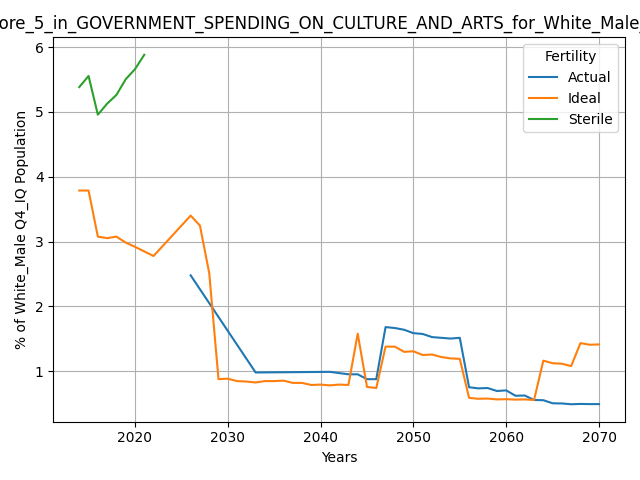 ore_5_in_GOVERNMENT_SPENDING_ON_CULTURE_AND_ARTS_for_White_Male_
Fertility
Actual
Ideal
Sterile
% of White_Male Q4_IQ Population
6
5
4
3
2
1
2020 2030 2040 2050 2060 2070
Years